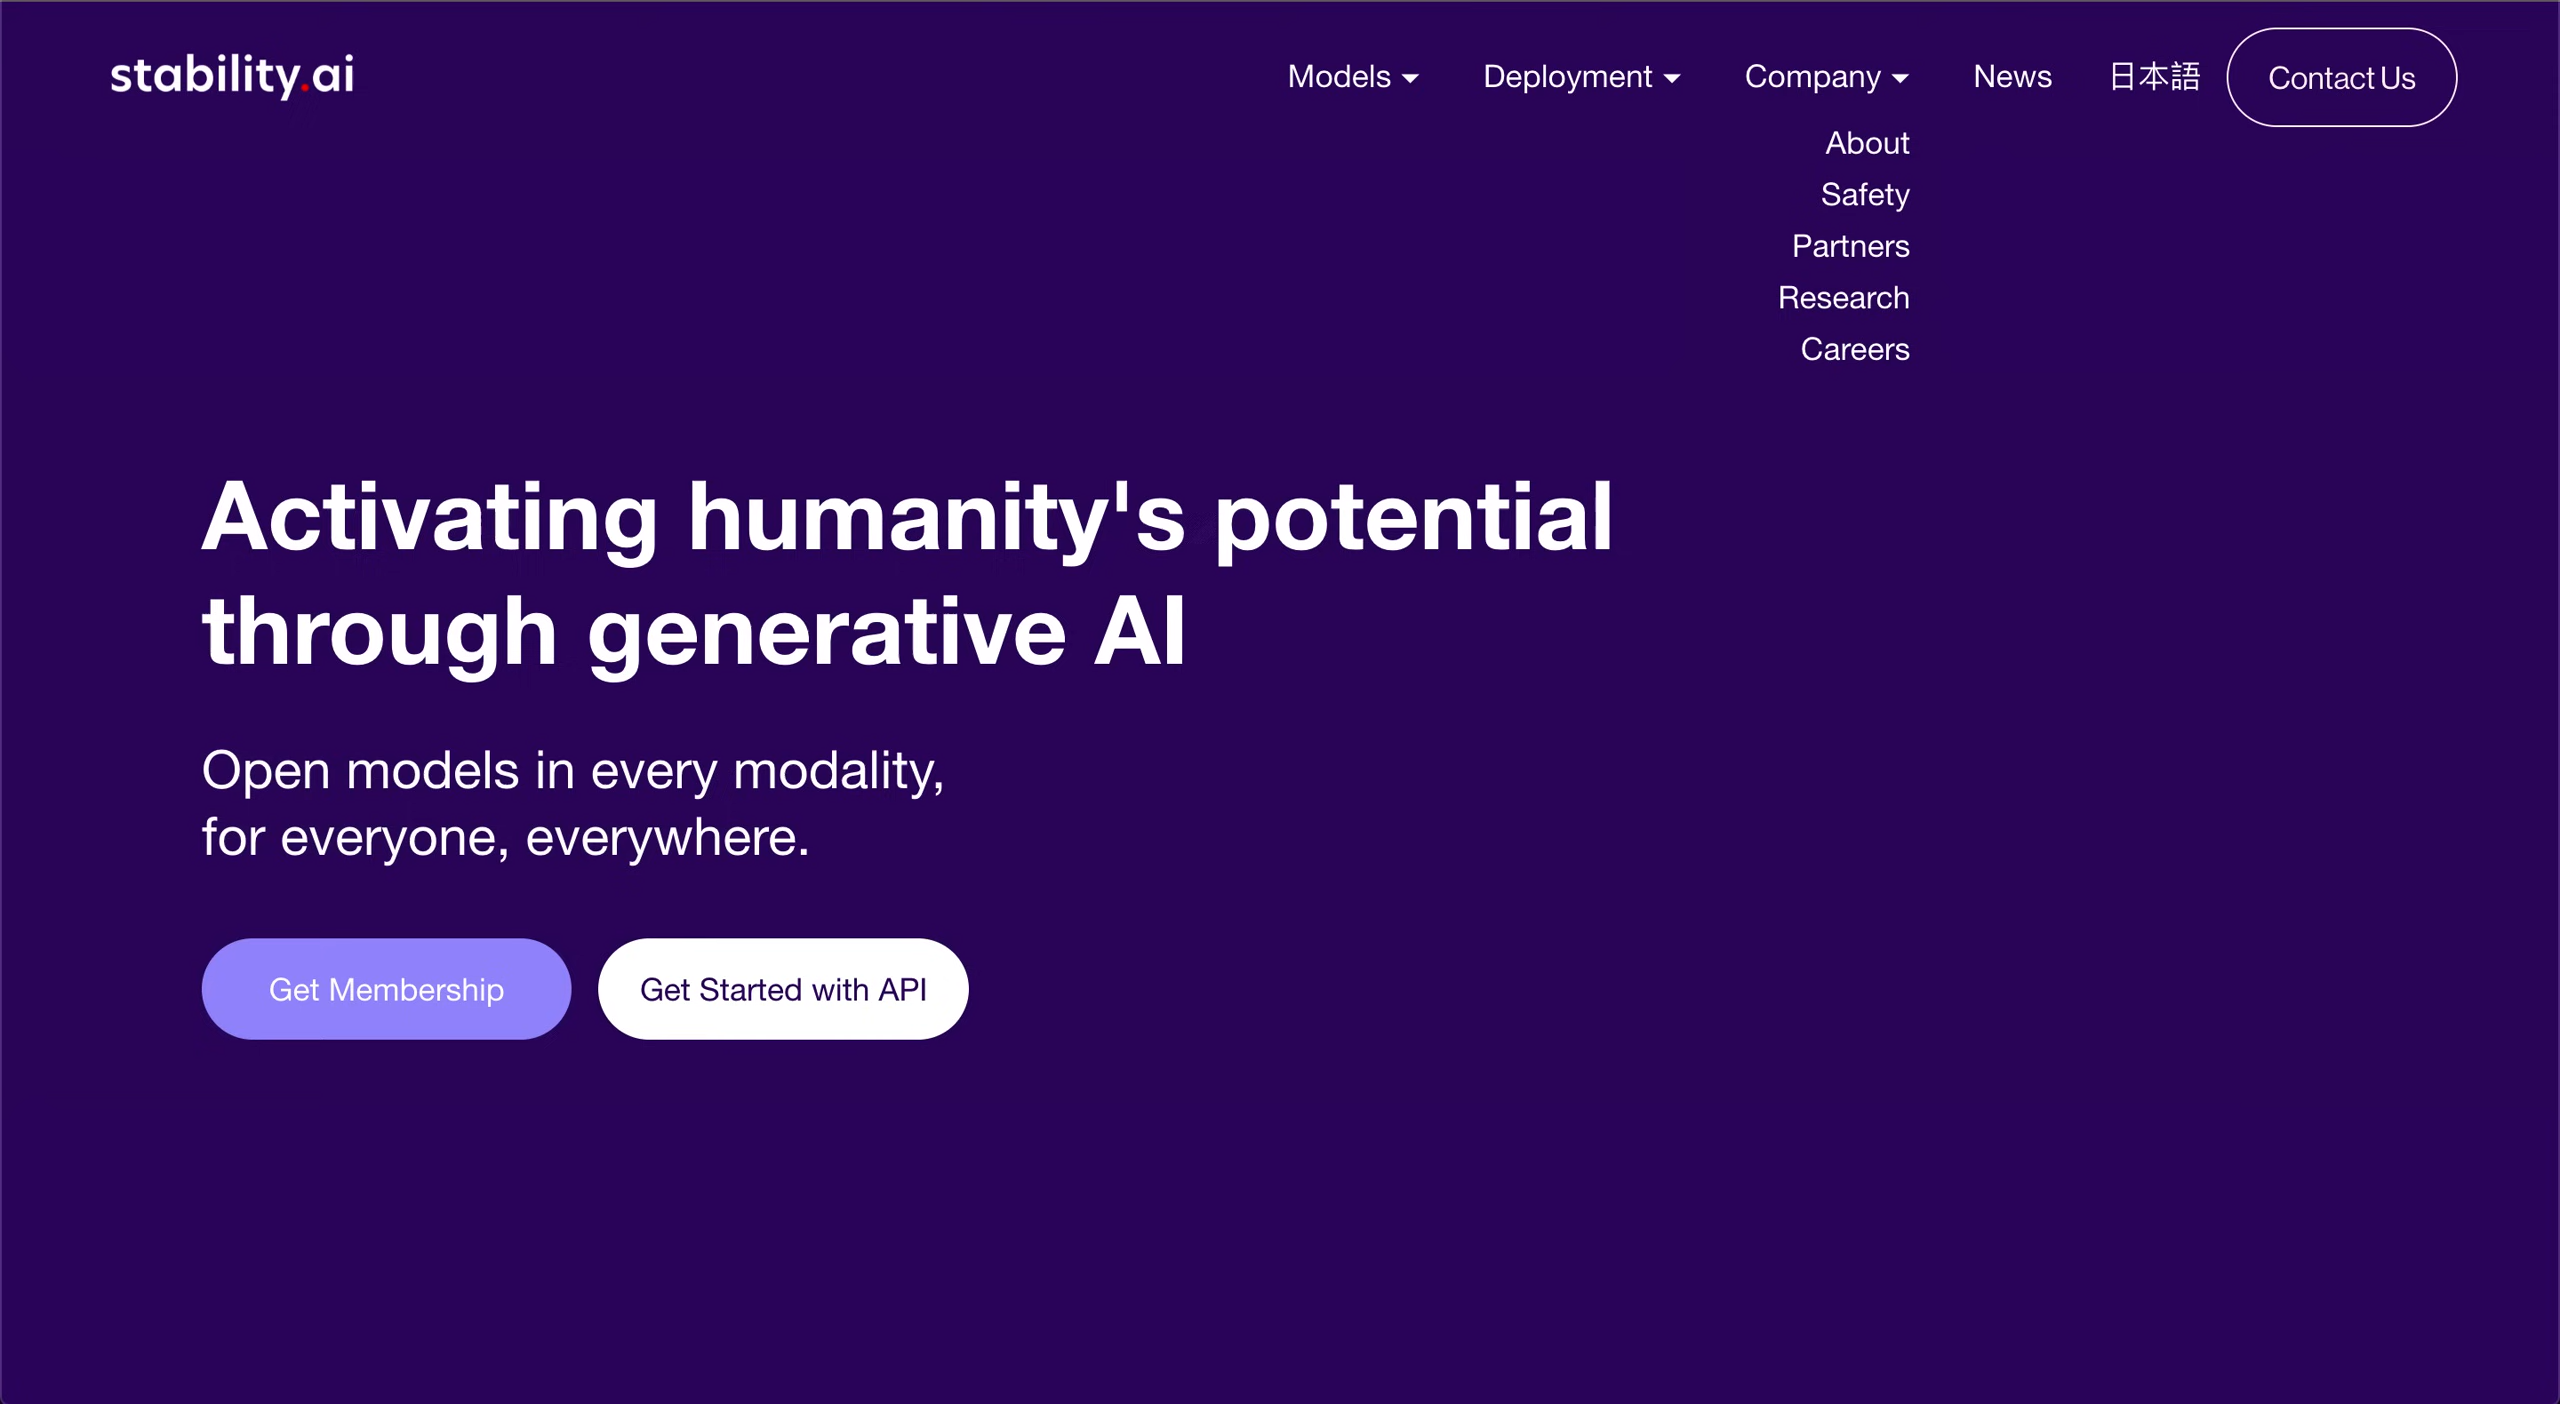 stability.ai
Models
Deployment
Company
News
日本語
Contact Us
About
Safety
Partners
Research
Careers
Activating humanity's potential
through generative AI
Open models in every modality,
for everyone, everywhere.
Get Membership
Get Started with API